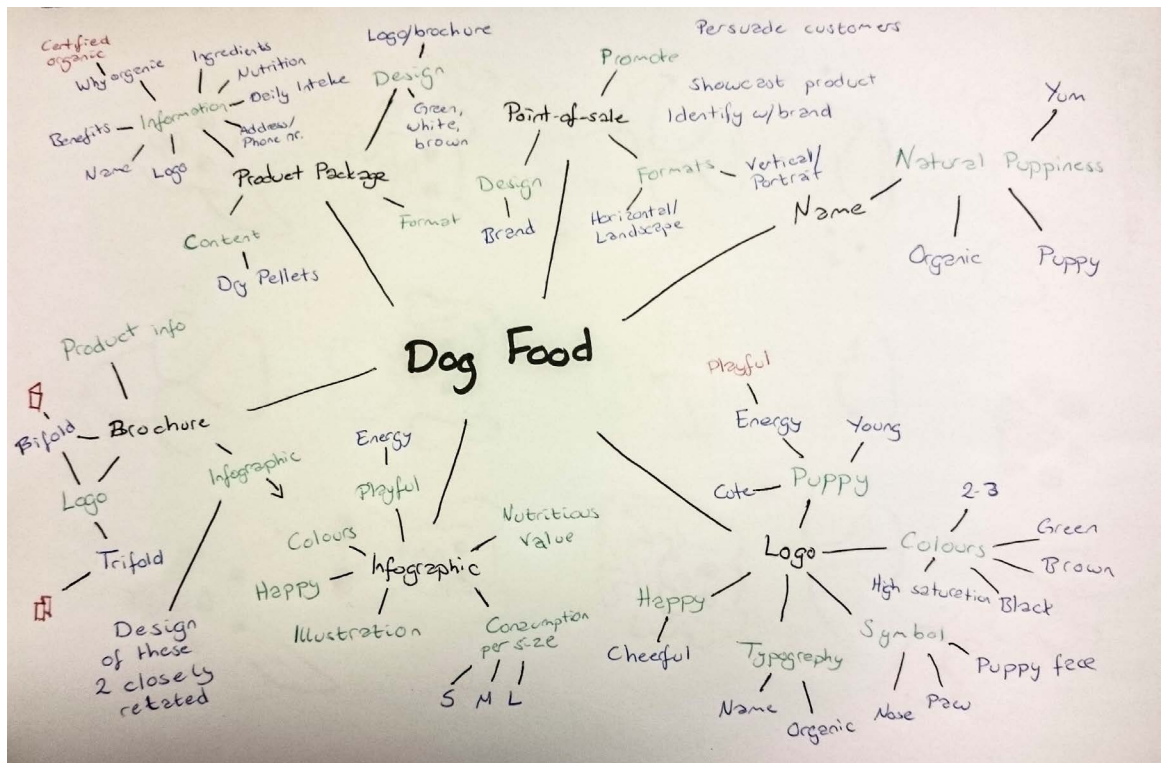 Certfied
organic
Why organic
Ingredients
Nutrition
Daily Inteke
Information
Benefits
Address/
Phone nr.
Name
Logo
Product Package
Logo/brochure
Design
Green,
white,
brown
Content
Dry Pellets
Format
Persuade customers
Promote
Showcast product
Identify w/brand
Point-of-sale
Design
Brand
Formats
Vertical/
Portrait
Horizontal/
Landscape
Yum
Natural Puppiness
Name
Organic
Puppy
Dog Food
Product info
Brochure
Bifold
Logo
Trifold
Infographic
Design
of these
2 closely
retated
Energy
Playful
Colours
Nutritious
Value
Infographic
Happy
Illustration
Consumption
per size
S M L
Playful
Energy
Young
Cute
Puppy
2-3
Logo
Colours
Green
Brown
High saturation
Black
Happy
Cheeful
Typography
Name
Organic
Symbol
Puppy face
Nose
Paw